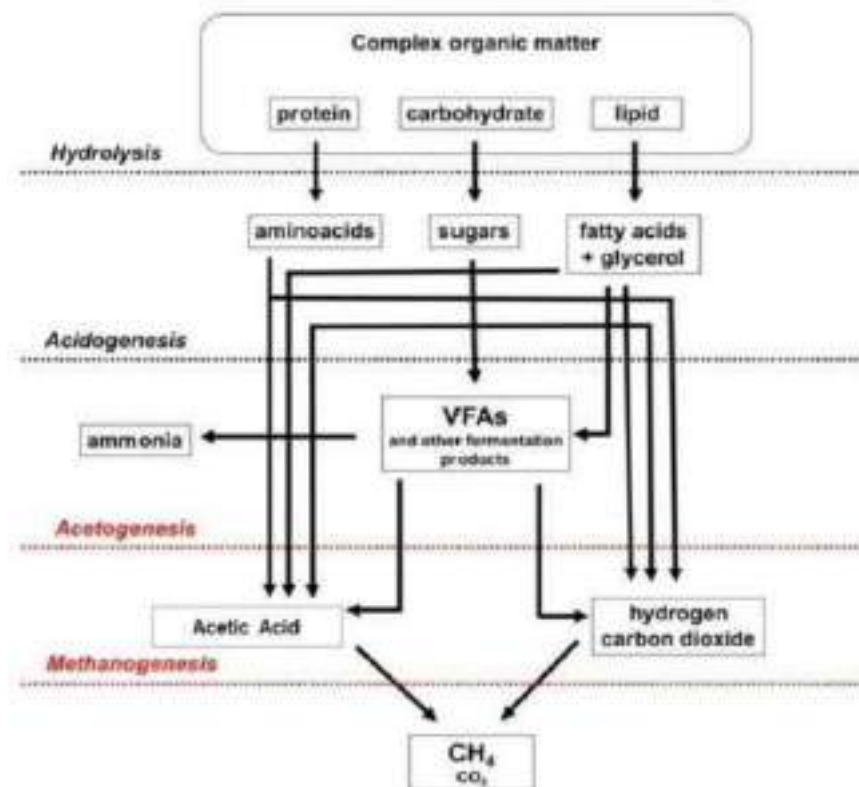 Complex organic matter
protein carbohydrate lipid
Hydrolysis
aminoacids sugars fatty acids
+ glycerol
Acidogenesis
VFAs
and other fermentation
products
ammonia
Acetogenesis
Acetic Acid
hydrogen
carbon dioxide
Methanogenesis
CH₄
CO₂